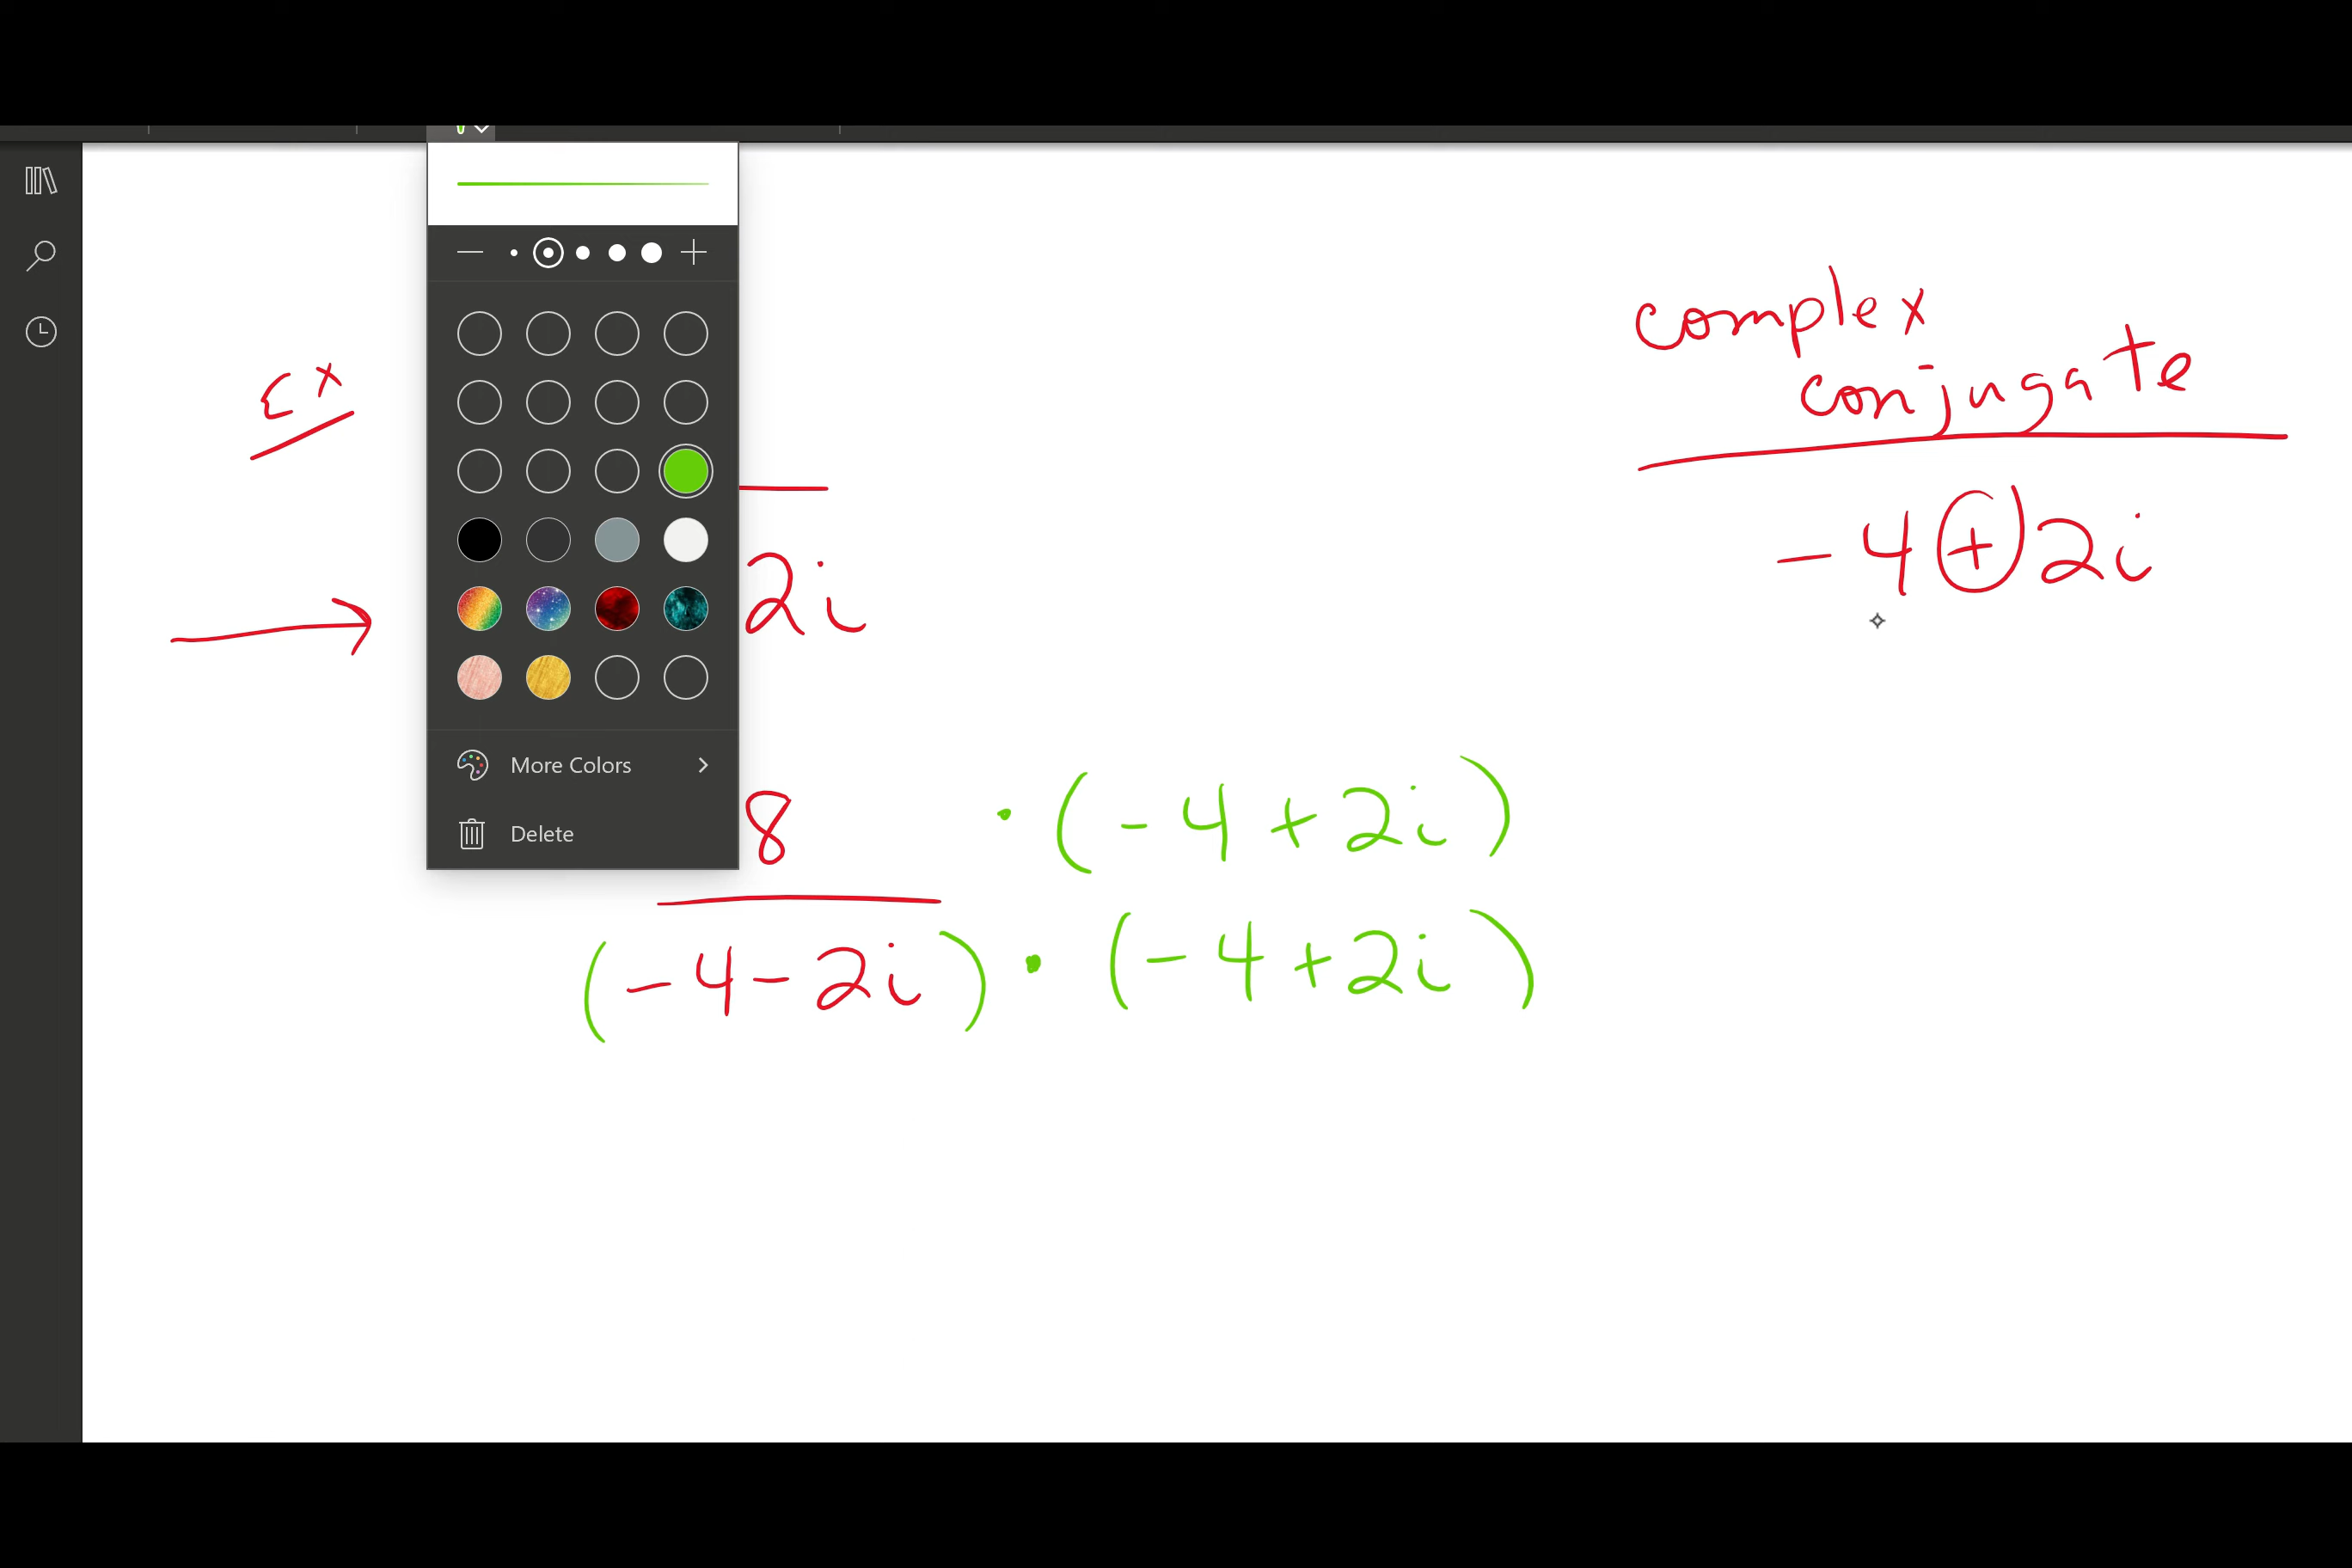 Ex
complex
conjugate
-4 + 2i
2i
More Colors
Delete
8 · (-4 + 2i)
(-4 - 2i) · (-4 + 2i)